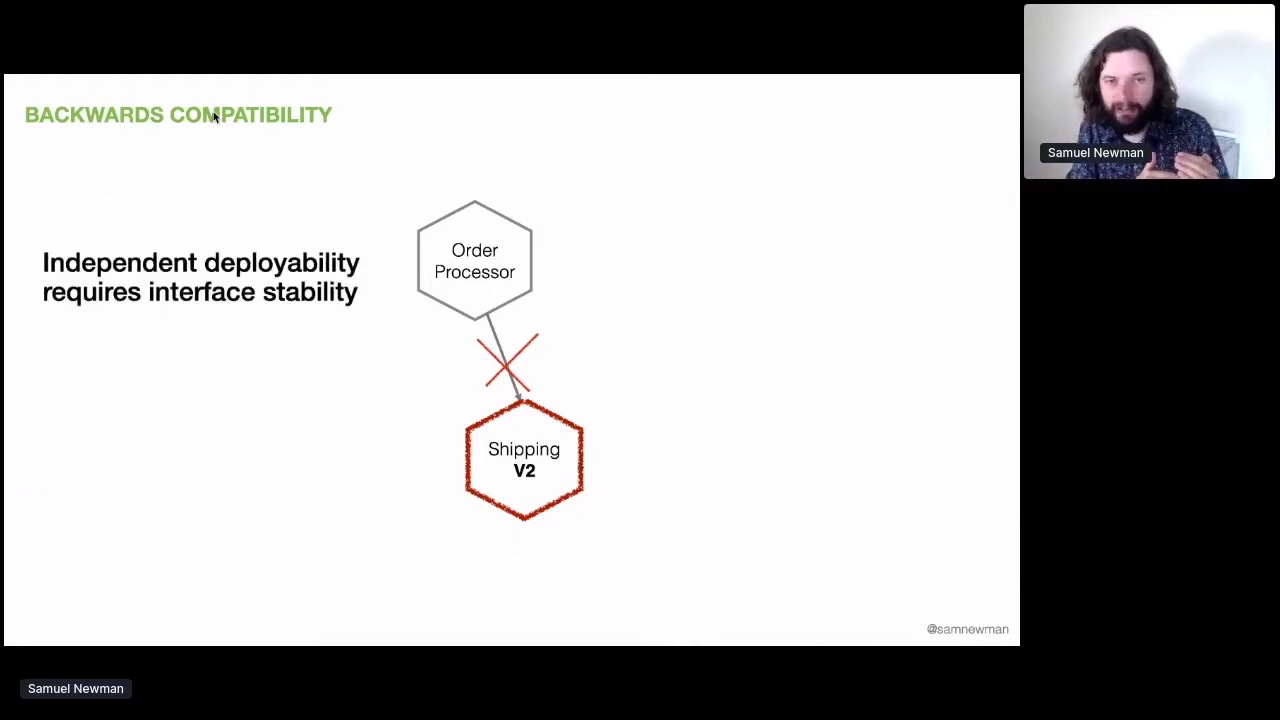 BACKWARDS COMPATIBILITY
Independent deployability
requires interface stability
Order
Processor
Shipping
V2
@samnewman
Samuel Newman
Samuel Newman